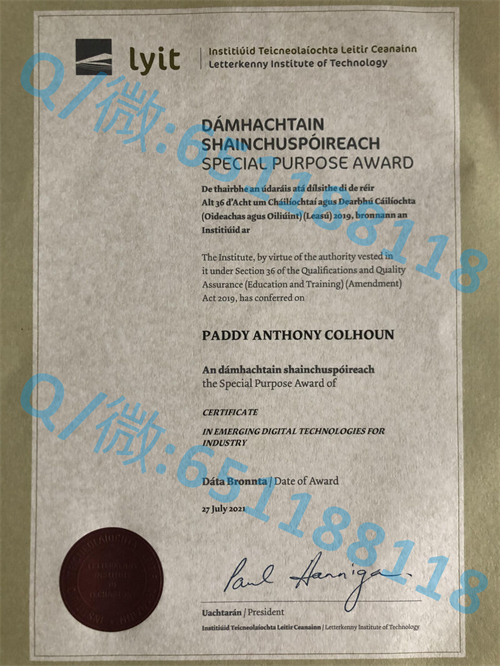 lyit
Institiúid Teicneolaíochta Leitir Ceanainn
Letterkenny Institute of Technology
DÁMHACHTAIN
SHAINCHUSPÓIREACH
SPECIAL PURPOSE AWARD
De thairbhe an údaráis atá dílsithe di de réir
Alt 36 d'Acht um Cháilíochtaí agus Dearbhú Cáilíochta
(Oideachas agus Oiliúint) (Leasú) 2019, bronnann an
Institiúid ar
The Institute, by virtue of the authority vested in
it under Section 36 of the Qualifications and Quality
Assurance (Education and Training) (Amendment)
Act 2019, has conferred on
PADDY ANTHONY COLHOUN
An dámhachtain shainchuspóireach
the Special Purpose Award of
CERTIFICATE
IN EMERGING DIGITAL TECHNOLOGIES FOR
INDUSTRY
Dáta Bronnta / Date of Award
27 July 2021
Paul Hannigan
Uachtarán / President
Institiúid Teicneolaíochta Leitir Ceanainn / Letterkenny Institute of Technology
Q/微:651188118
Q/微:651188118